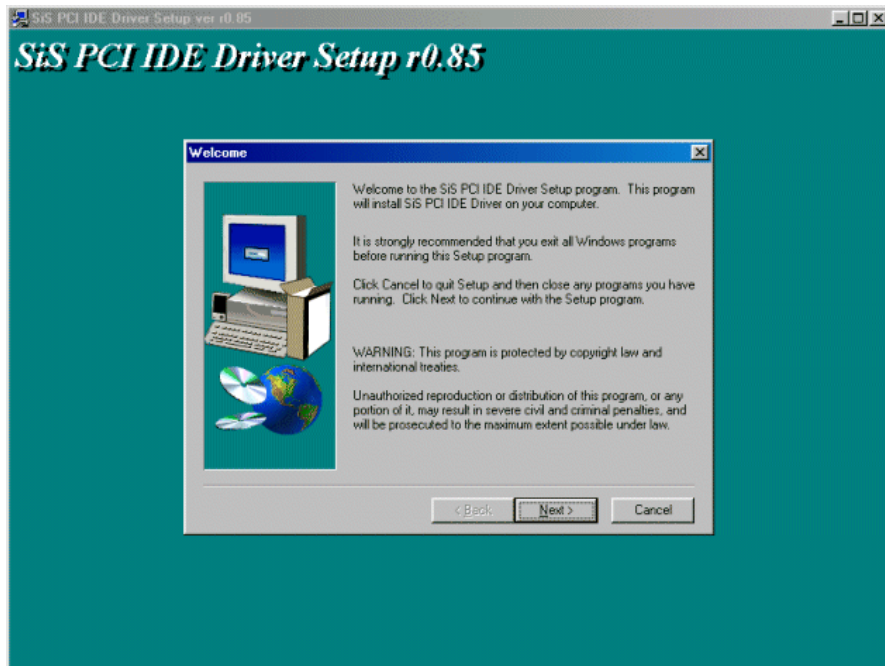 SiS PCI IDE Driver Setup ver r0.85
SiS PCI IDE Driver Setup r0.85
Welcome
Welcome to the SiS PCI IDE Driver Setup program. This program
will install SiS PCI IDE Driver on your computer.
It is strongly recommended that you exit all Windows programs
before running this Setup program.
Click Cancel to quit Setup and then close any programs you have
running. Click Next to continue with the Setup program.
WARNING: This program is protected by copyright law and
international treaties.
Unauthorized reproduction or distribution of this program, or any
portion of it, may result in severe civil and criminal penalties, and
will be prosecuted to the maximum extent possible under law.
< Back Next > Cancel